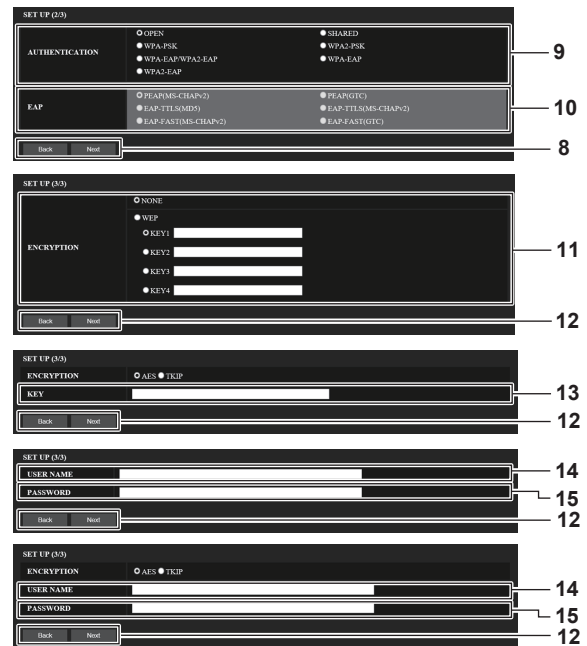 SET UP (2/3)
AUTHENTICATION
OPEN SHARED
WPA-PSK WPA2-PSK
WPA-EAP/WPA2-EAP WPA-EAP
WPA2-EAP
9
EAP
PEAP(MS-CHAPv2) PEAP(GTC)
EAP-TTLS(MD5) EAP-TTLS(MS-CHAPv2)
EAP-FAST(MS-CHAPv2) EAP-FAST(GTC)
10
Back Next 8
SET UP (3/3)
NONE
WEP
ENCRYPTION
KEY1
KEY2
KEY3
KEY4
11
Back Next 12
SET UP (3/3)
ENCRYPTION AES TKIP
KEY 13
Back Next 12
SET UP (3/3)
USER NAME 14
PASSWORD 15
Back Next 12
SET UP (3/3)
ENCRYPTION AES TKIP
USER NAME 14
PASSWORD 15
Back Next 12